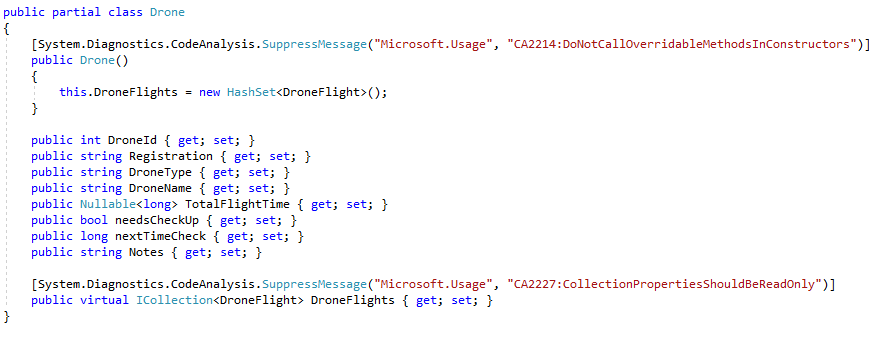 public partial class Drone
{
    [System.Diagnostics.CodeAnalysis.SuppressMessage("Microsoft.Usage", "CA2214:DoNotCallOverridableMethodsInConstructors")]
    public Drone()
    {
        this.DroneFlights = new HashSet<DroneFlight>();
    }

    public int DroneId { get; set; }
    public string Registration { get; set; }
    public string DroneType { get; set; }
    public string DroneName { get; set; }
    public Nullable<long> TotalFlightTime { get; set; }
    public bool needsCheckUp { get; set; }
    public long nextTimeCheck { get; set; }
    public string Notes { get; set; }

    [System.Diagnostics.CodeAnalysis.SuppressMessage("Microsoft.Usage", "CA2227:CollectionPropertiesShouldBeReadOnly")]
    public virtual ICollection<DroneFlight> DroneFlights { get; set; }
}